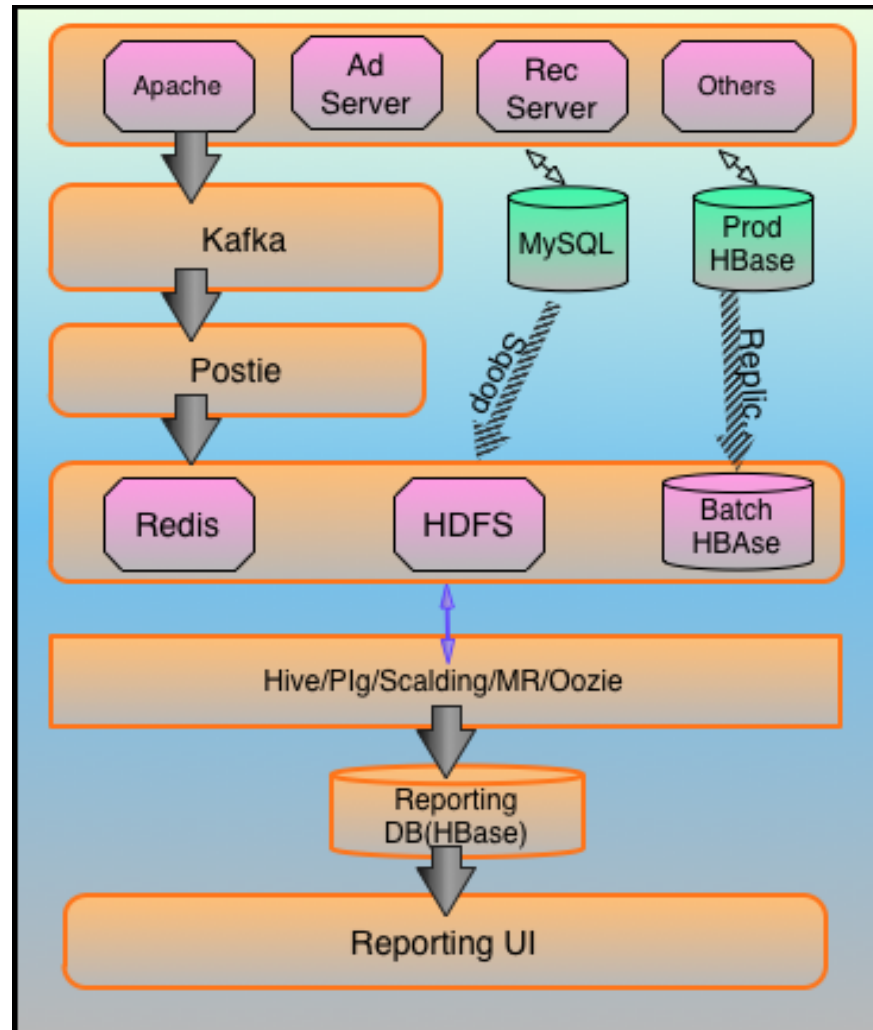 Apache
Ad
Server
Rec
Server
Others
Kafka
MySQL
Prod
HBase
Postie
Sqoop
Replic..
Redis
HDFS
Batch
HBAse
Hive/PIg/Scalding/MR/Oozie
Reporting
DB(HBase)
Reporting UI